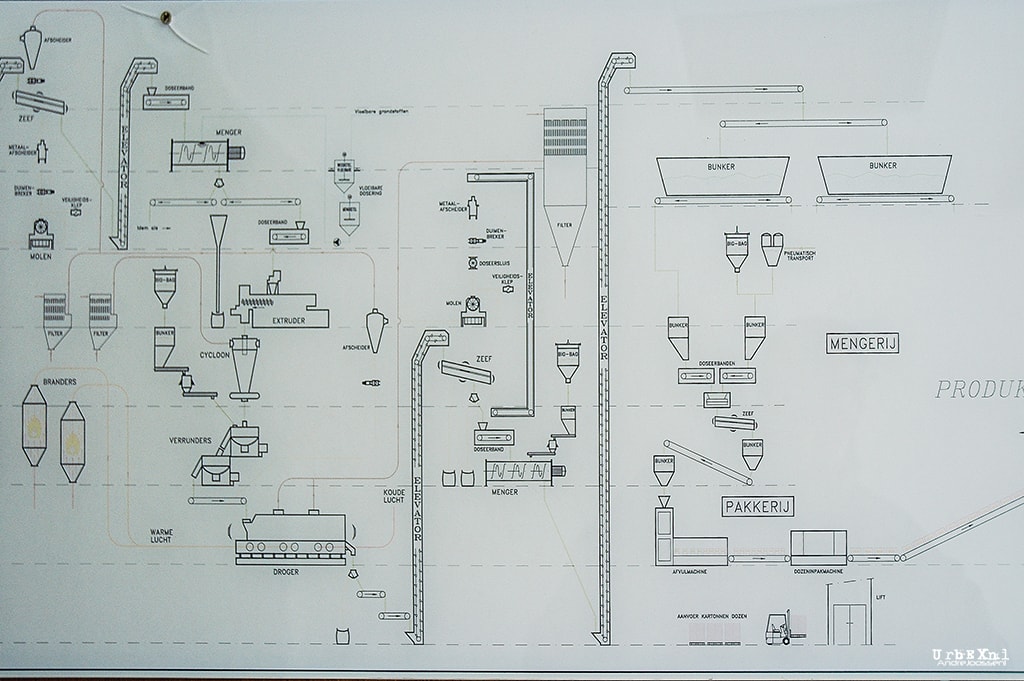 AFSCHEIDER
ZEEF
METAAL-
AFSCHEIDER
DUIMEN-
BREKER
VEILIGHEIDS-
KLEP
MOLEN
ELEVATOR
DOSEERBAND
MENGER
Vloeibare grondstoffen
VLOEIBARE
DOSERING
Idem als
DOSEERBAND
FILTER
FILTER
BIG-BAG
BUNKER
EXTRUDER
CYCLOON
AFSCHEIDER
BRANDERS
VERRUNDERS
WARME
LUCHT
KOUDE
LUCHT
DROGER
ELEVATOR
METAAL-
AFSCHEIDER
DUIMEN-
BREKER
DOSEERSLUIS
VEILIGHEIDS-
KLEP
MOLEN
ELEVATOR
ZEEF
BIG-BAG
BUNKER
DOSEERBAND
MENGER
FILTER
ELEVATOR
BUNKER
BUNKER
BIG-BAG
PNEUMATISCH
TRANSPORT
BUNKER
BUNKER
DOSEERBANDEN
MENGERIJ
PRODUK
ZEEF
BUNKER
BUNKER
PAKKERIJ
AFVULMACHINE
DOZENINPAKMACHINE
AANVOER KARTONNEN DOZEN
LIFT
UrbEXnl